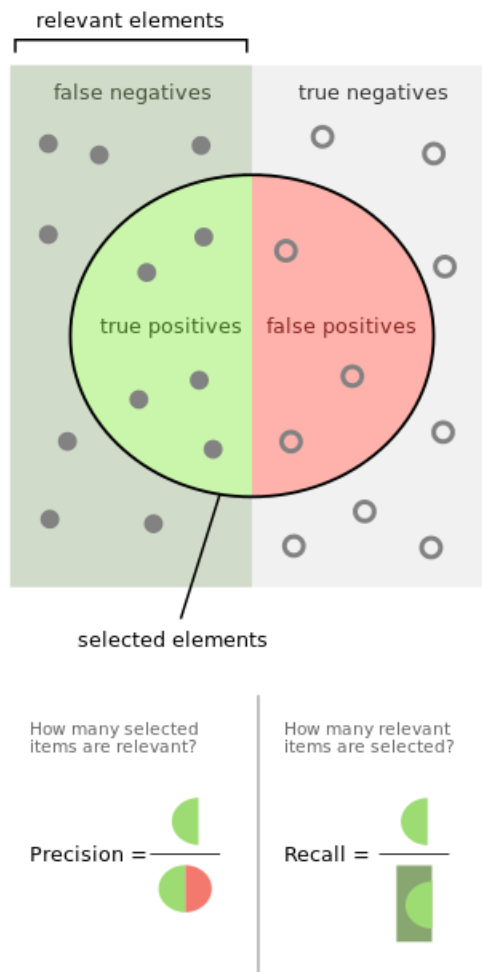 relevant elements
false negatives
true negatives
true positives
false positives
selected elements
How many selected
items are relevant?
Precision =
How many relevant
items are selected?
Recall =